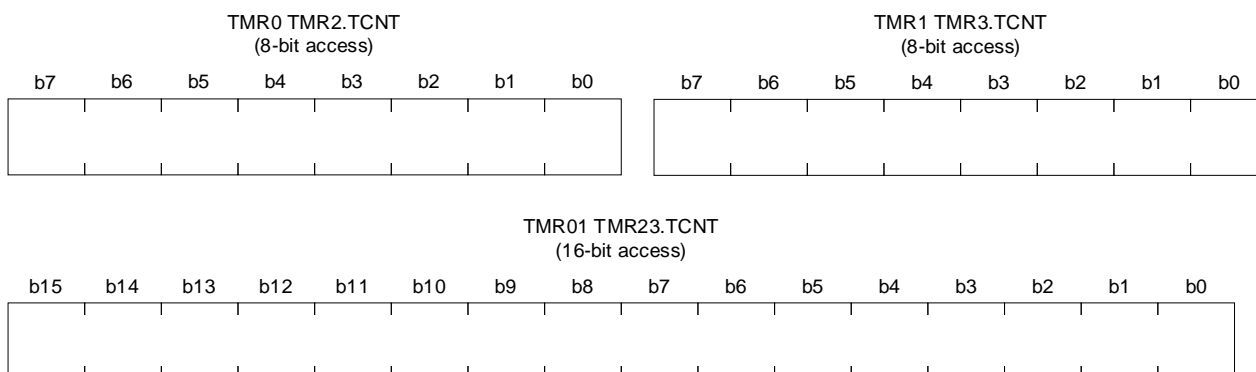 TMR0 TMR2.TCNT
(8-bit access)
b7 b6 b5 b4 b3 b2 b1 b0
TMR1 TMR3.TCNT
(8-bit access)
b7 b6 b5 b4 b3 b2 b1 b0
TMR01 TMR23.TCNT
(16-bit access)
b15 b14 b13 b12 b11 b10 b9 b8 b7 b6 b5 b4 b3 b2 b1 b0